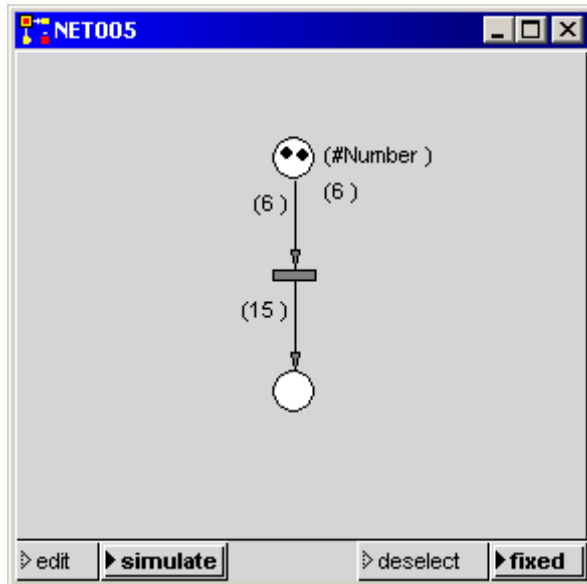 NET005
(#Number )
(6 )
(6 )
(15 )
edit simulate deselect fixed